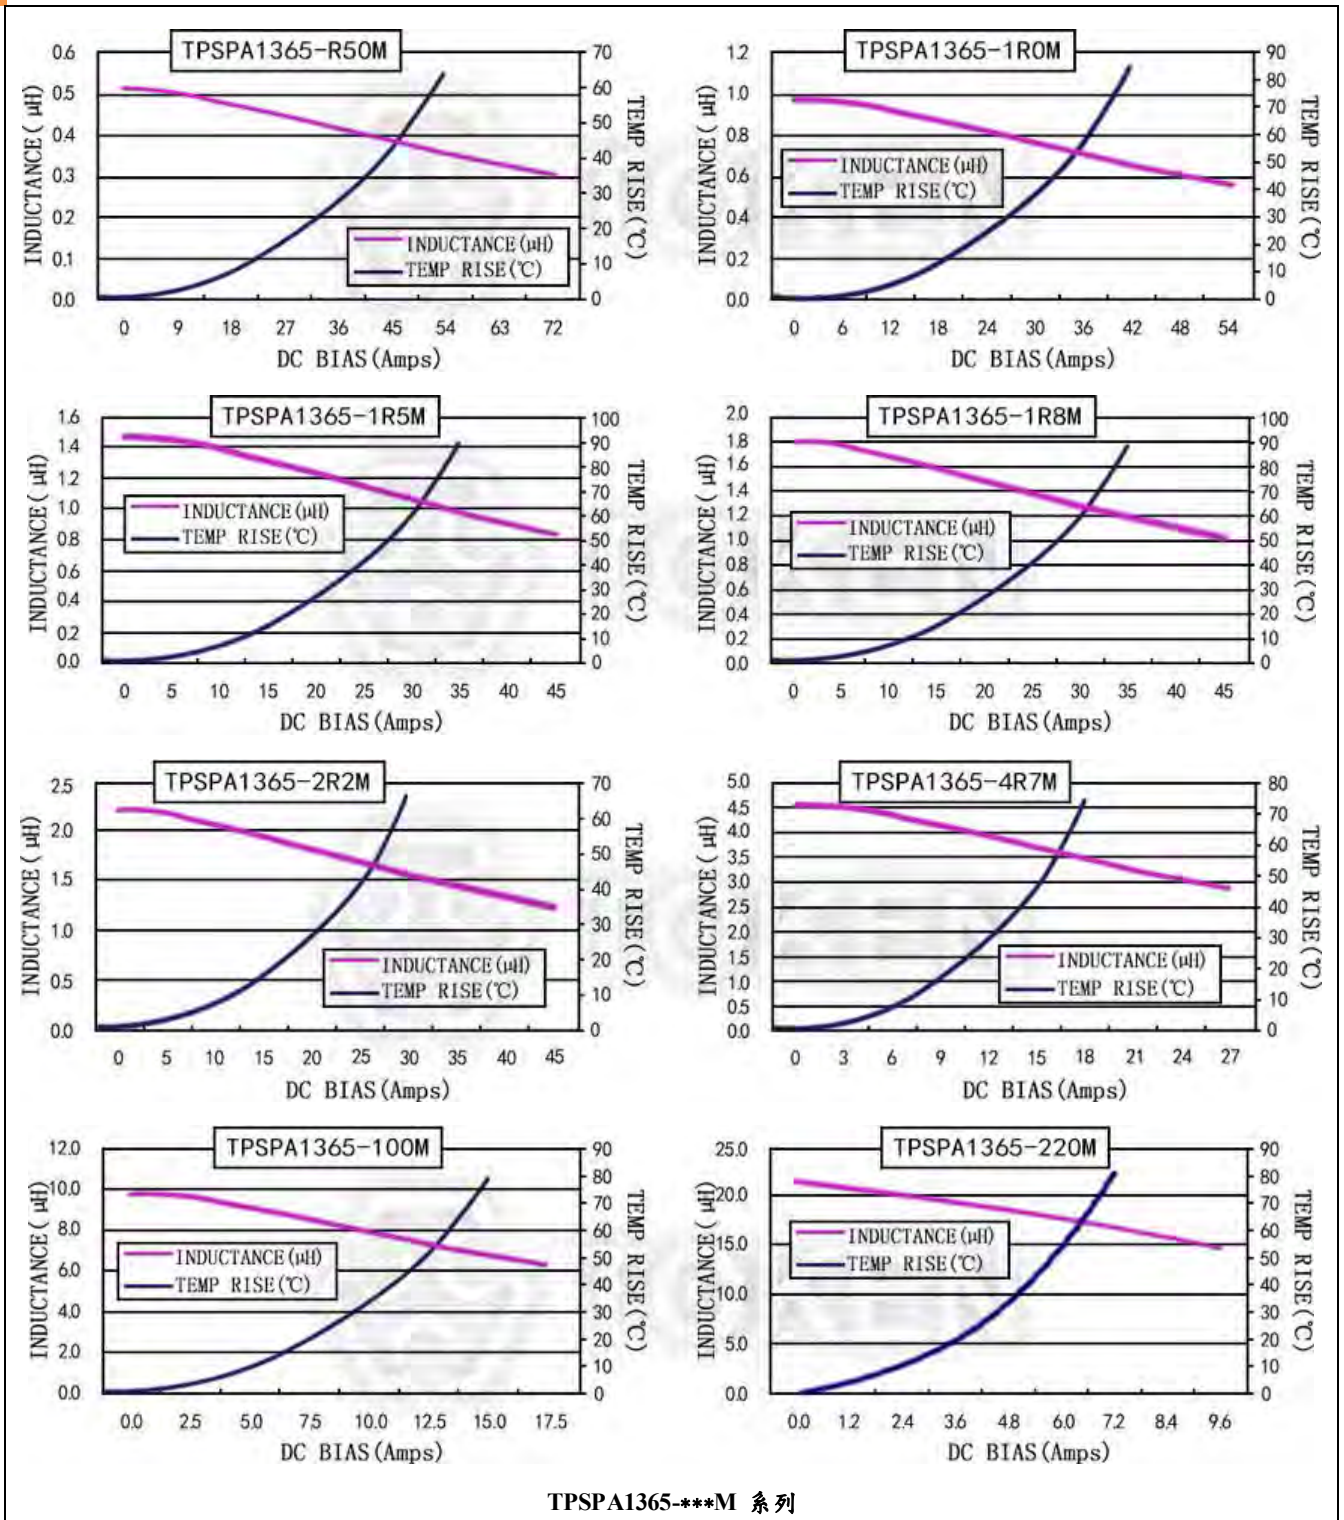 TPSPA1365-R50M
INDUCTANCE( μH)
0.6
0.5
0.4
0.3
0.2
0.1
0.0
70
60
50
40
30
20
10
0
TEMP RISE(℃)
INDUCTANCE(μH)
TEMP RISE(℃)
0 9 18 27 36 45 54 63 72
DC BIAS(Amps)
TPSPA1365-1R0M
INDUCTANCE( μH)
1.2
1.0
0.8
0.6
0.4
0.2
0.0
90
80
70
60
50
40
30
20
10
0
TEMP RISE(℃)
INDUCTANCE(μH)
TEMP RISE(℃)
0 6 12 18 24 30 36 42 48 54
DC BIAS(Amps)
TPSPA1365-1R5M
INDUCTANCE( μH)
1.6
1.4
1.2
1.0
0.8
0.6
0.4
0.2
0.0
100
90
80
70
60
50
40
30
20
10
0
TEMP RISE(℃)
INDUCTANCE(μH)
TEMP RISE(℃)
0 5 10 15 20 25 30 35 40 45
DC BIAS(Amps)
TPSPA1365-1R8M
INDUCTANCE( μH)
2.0
1.8
1.6
1.4
1.2
1.0
0.8
0.6
0.4
0.2
0.0
100
90
80
70
60
50
40
30
20
10
0
TEMP RISE(℃)
INDUCTANCE(μH)
TEMP RISE(℃)
0 5 10 15 20 25 30 35 40 45
DC BIAS(Amps)
TPSPA1365-2R2M
INDUCTANCE( μH)
2.5
2.0
1.5
1.0
0.5
0.0
70
60
50
40
30
20
10
0
TEMP RISE(℃)
INDUCTANCE(μH)
TEMP RISE(℃)
0 5 10 15 20 25 30 35 40 45
DC BIAS(Amps)
TPSPA1365-4R7M
INDUCTANCE( μH)
5.0
4.5
4.0
3.5
3.0
2.5
2.0
1.5
1.0
0.5
0.0
80
70
60
50
40
30
20
10
0
TEMP RISE(℃)
INDUCTANCE(μH)
TEMP RISE(℃)
0 3 6 9 12 15 18 21 24 27
DC BIAS(Amps)
TPSPA1365-100M
INDUCTANCE( μH)
12.0
10.0
8.0
6.0
4.0
2.0
0.0
90
80
70
60
50
40
30
20
10
0
TEMP RISE(℃)
INDUCTANCE(μH)
TEMP RISE(℃)
0.0 2.5 5.0 7.5 10.0 12.5 15.0 17.5
DC BIAS(Amps)
TPSPA1365-220M
INDUCTANCE( μH)
25.0
20.0
15.0
10.0
5.0
0.0
90
80
70
60
50
40
30
20
10
0
TEMP RISE(℃)
INDUCTANCE(μH)
TEMP RISE(℃)
0.0 1.2 2.4 3.6 4.8 6.0 7.2 8.4 9.6
DC BIAS(Amps)
TPSPA1365-***M 系列